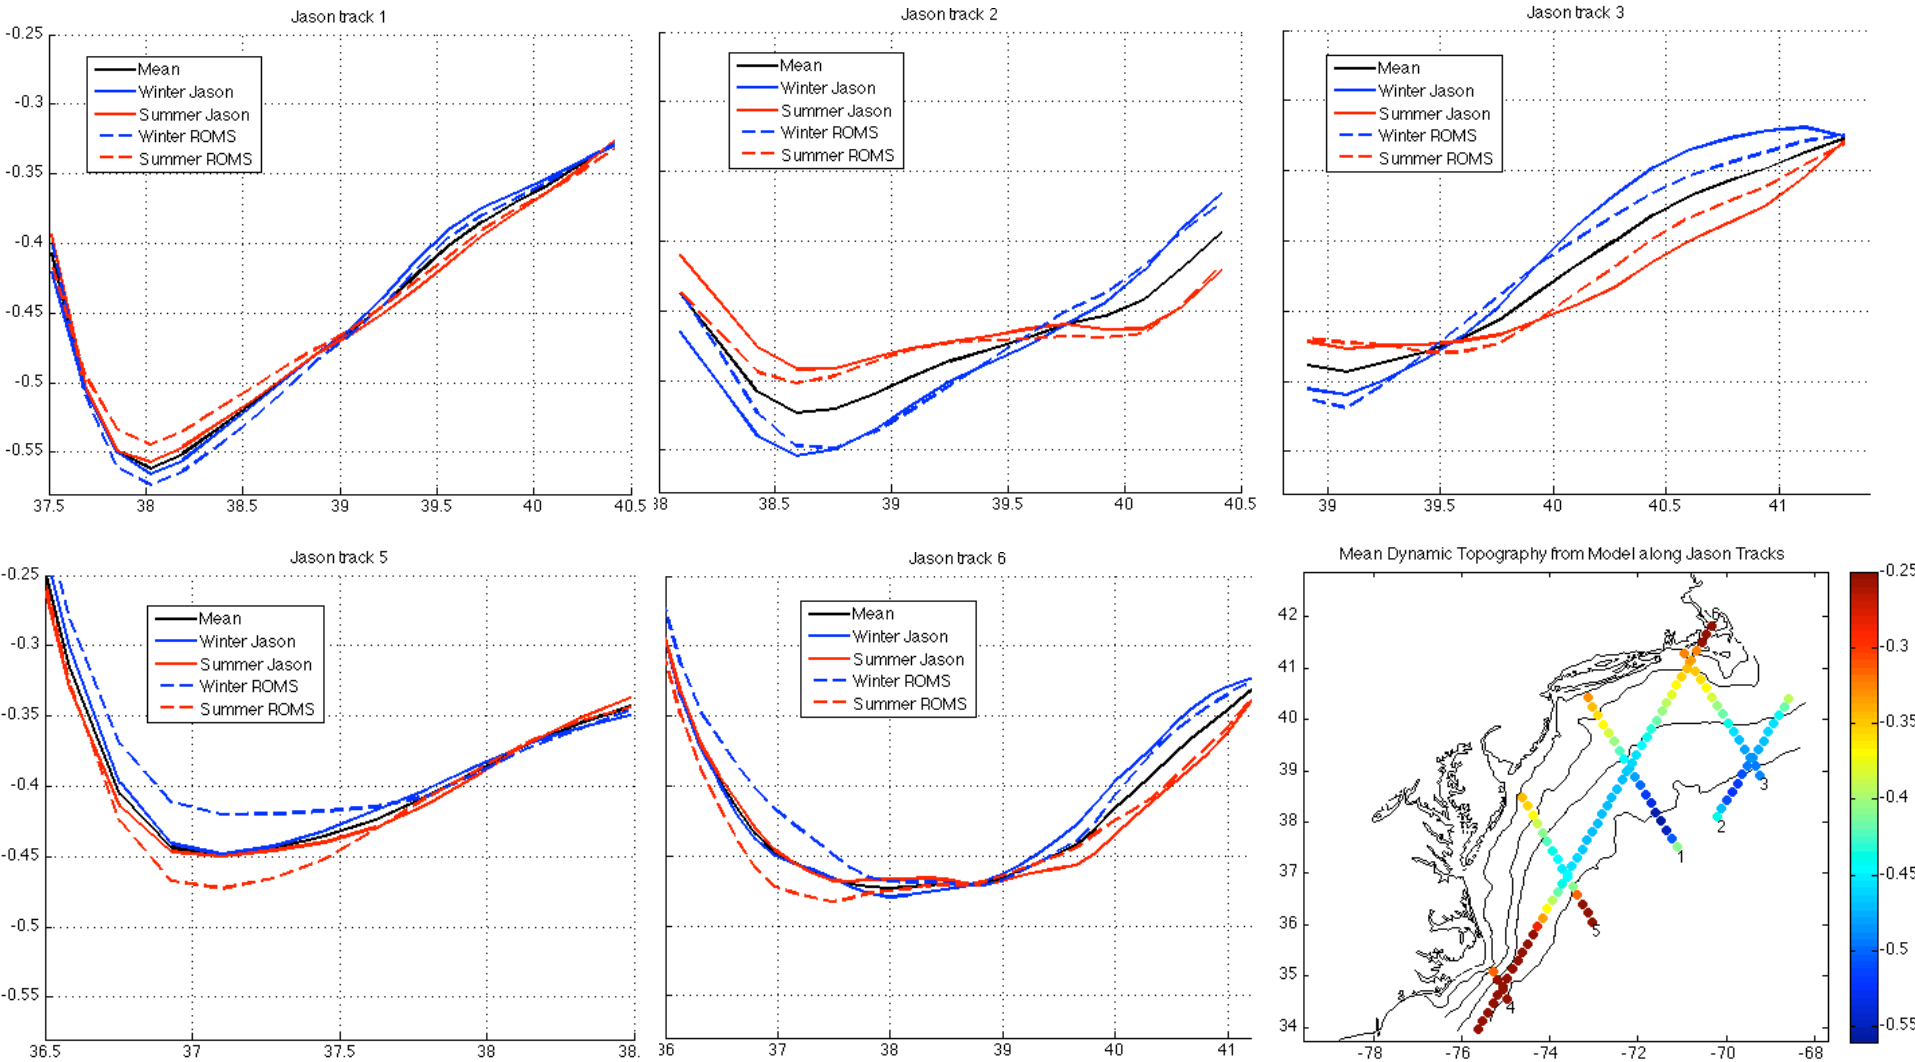 Jason track 1
-0.25
-0.3
-0.35
-0.4
-0.45
-0.5
-0.55
37.5 38 38.5 39 39.5 40 40.5
Mean
Winter Jason
Summer Jason
Winter ROMS
Summer ROMS
Jason track 2
38 38.5 39 39.5 40 40.5
Mean
Winter Jason
Summer Jason
Winter ROMS
Summer ROMS
Jason track 3
39 39.5 40 40.5 41
Mean
Winter Jason
Summer Jason
Winter ROMS
Summer ROMS
Jason track 5
-0.25
-0.3
-0.35
-0.4
-0.45
-0.5
-0.55
36.5 37 37.5 38 38.
Mean
Winter Jason
Summer Jason
Winter ROMS
Summer ROMS
Jason track 6
36 37 38 39 40 41
Mean
Winter Jason
Summer Jason
Winter ROMS
Summer ROMS
Mean Dynamic Topography from Model along Jason Tracks
42
41
40
39
38
37
36
35
34
-78 -76 -74 -72 -70 -68
3
2
1
5
4
-0.25
-0.3
-0.35
-0.4
-0.45
-0.5
-0.55